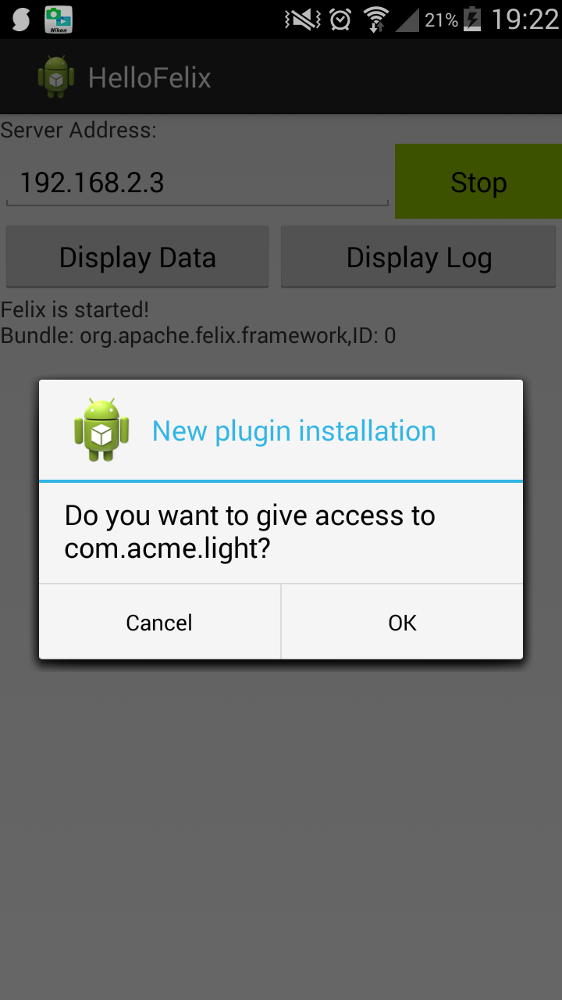 Nikon
21%
19:22
HelloFelix
Server Address:
192.168.2.3
Stop
Display Data
Display Log
Felix is started!
Bundle: org.apache.felix.framework,ID: 0
New plugin installation
Do you want to give access to
com.acme.light?
Cancel
OK